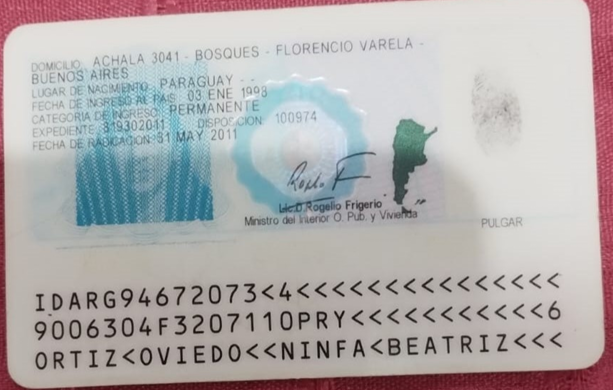 DOMICILIO: ACHALA 3041 - BOSQUES - FLORENCIO VARELA -
BUENOS AIRES
LUGAR DE NACIMIENTO: PARAGUAY - -
FECHA DE INGRESO AL PAIS: 03 ENE 1993
CATEGORIA DE INGRESO: PERMANENTE
EXPEDIENTE: 319302011 DISPOSICION: 100974
FECHA DE RADICACION: 31 MAY 2011
Lic.D.Rogelio Frigerio
Ministro del Interior O. Pub. y Vivienda
PULGAR
IDARG94672073<4<<<<<<<<<<<<<<<
9006304F3207110PRY<<<<<<<<<<<6
ORTIZ<OVIEDO<<NINFA<BEATRIZ<<<